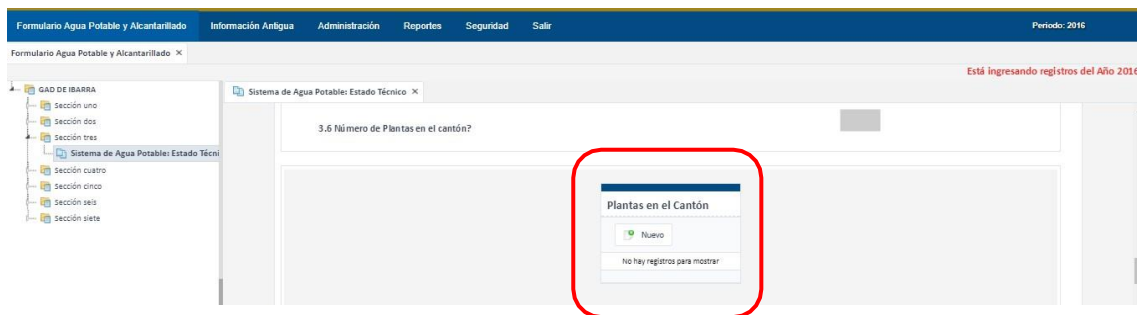 Formulario Agua Potable y Alcantarillado Información Antigua Administración Reportes Seguridad Salir Periodo: 2016
Formulario Agua Potable y Alcantarillado ×
Está ingresando registros del Año 2016
GAD DE IBARRA
Sección uno
Sección dos
Sección tres
Sistema de Agua Potable: Estado Técni
Sección cuatro
Sección cinco
Sección seis
Sección siete
Sistema de Agua Potable: Estado Técnico ×
3.6 Número de Plantas en el cantón?
Plantas en el Cantón
Nuevo
No hay registros para mostrar